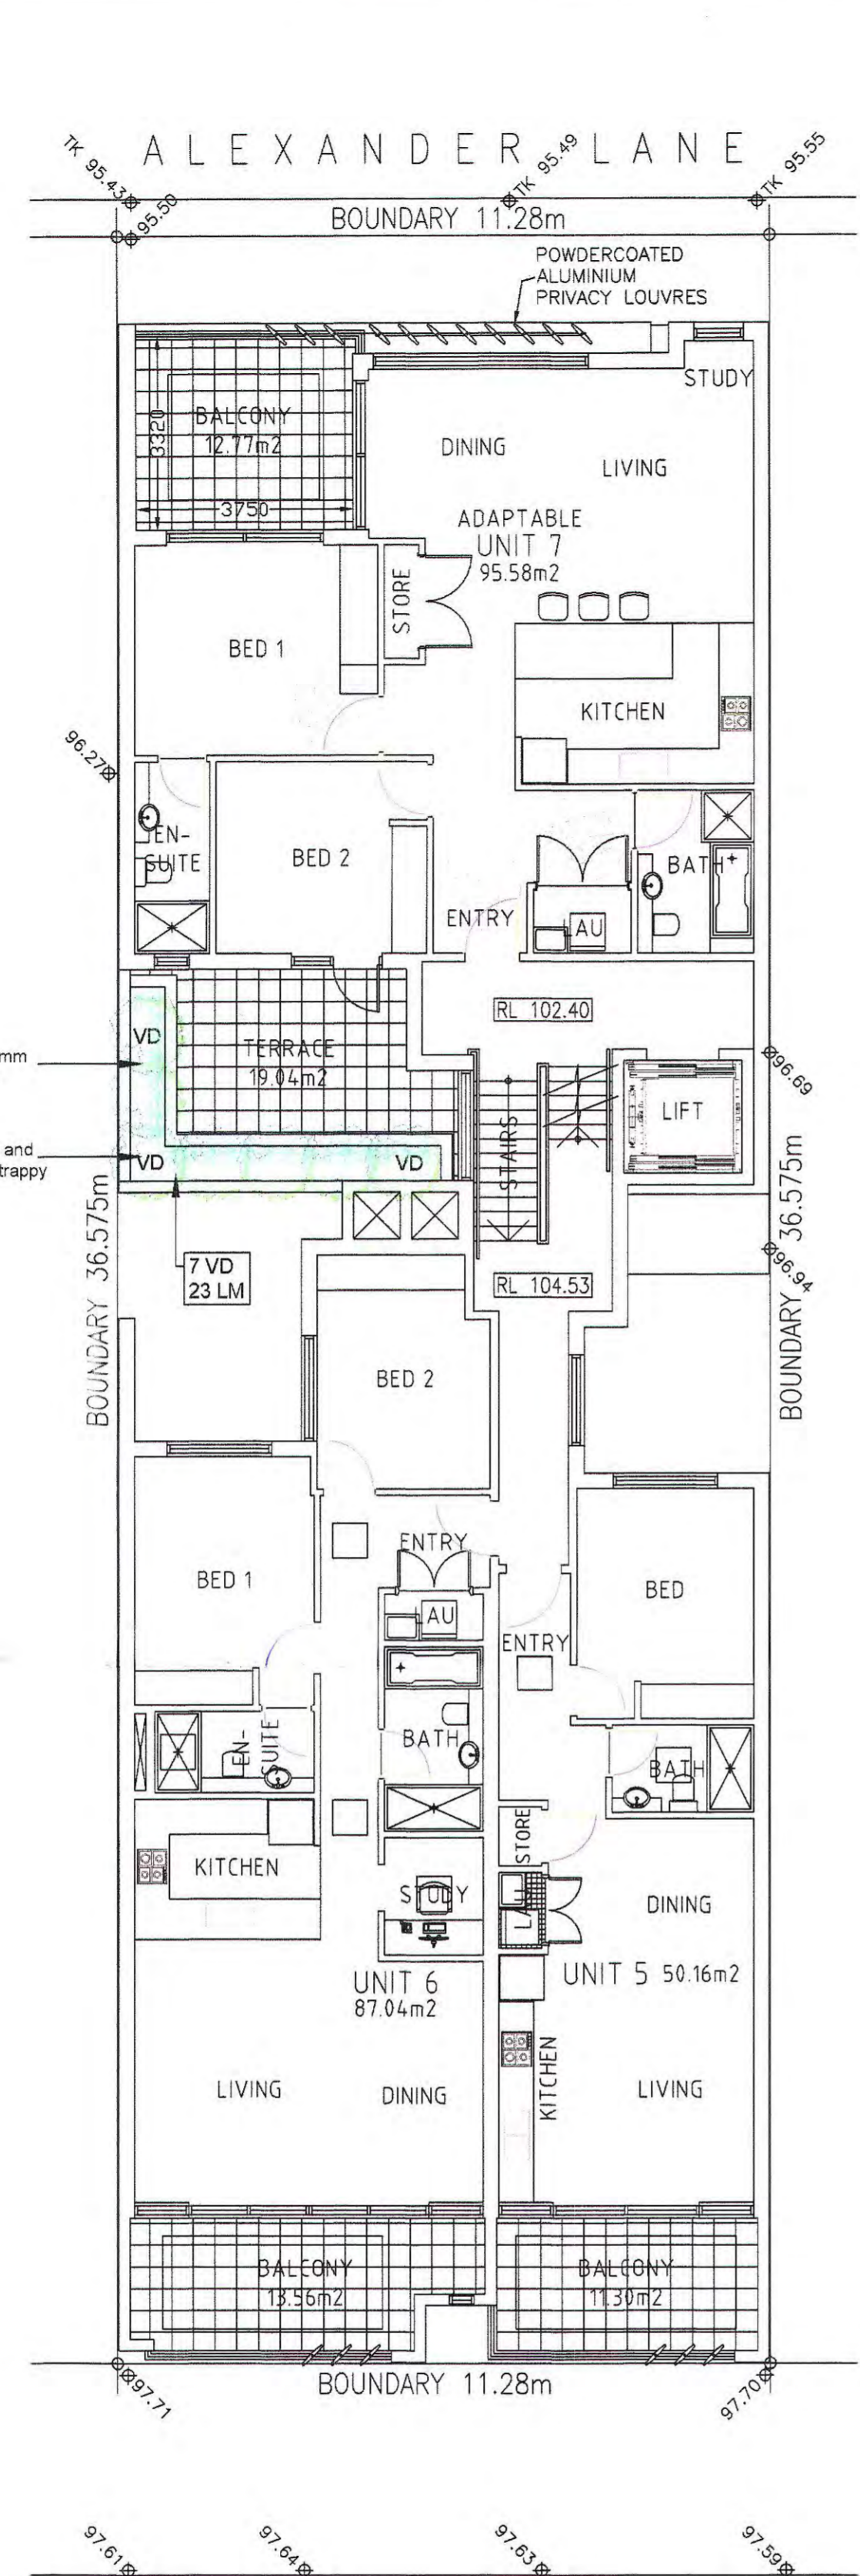 ALEXANDER LANE
TK 95.43
95.50
TK 95.49
TK 95.55
BOUNDARY 11.28m
POWDERCOATED
ALUMINIUM
PRIVACY LOUVRES
STUDY
BALCONY
12.77m2
3320
3750
DINING
LIVING
ADAPTABLE
UNIT 7
95.58m2
STORE
BED 1
KITCHEN
96.27
EN-
SUITE
BED 2
BATH
ENTRY
LAU
RL 102.40
VD
TERRACE
19.04m2
mm
96.69
LIFT
STAIRS
and
trappy
VD
VD
BOUNDARY 36.575m
BOUNDARY 36.575m
7 VD
23 LM
96.94
RL 104.53
BED 2
ENTRY
BED 1
BED
LAU
ENTRY
EN-
SUITE
BATH
BATH
STORE
KITCHEN
STUDY
DINING
UNIT 6
87.04m2
UNIT 5 50.16m2
KITCHEN
LIVING
DINING
LIVING
BALCONY
13.56m2
BALCONY
11.30m2
BOUNDARY 11.28m
97.71
97.70
97.61
97.64
97.63
97.59